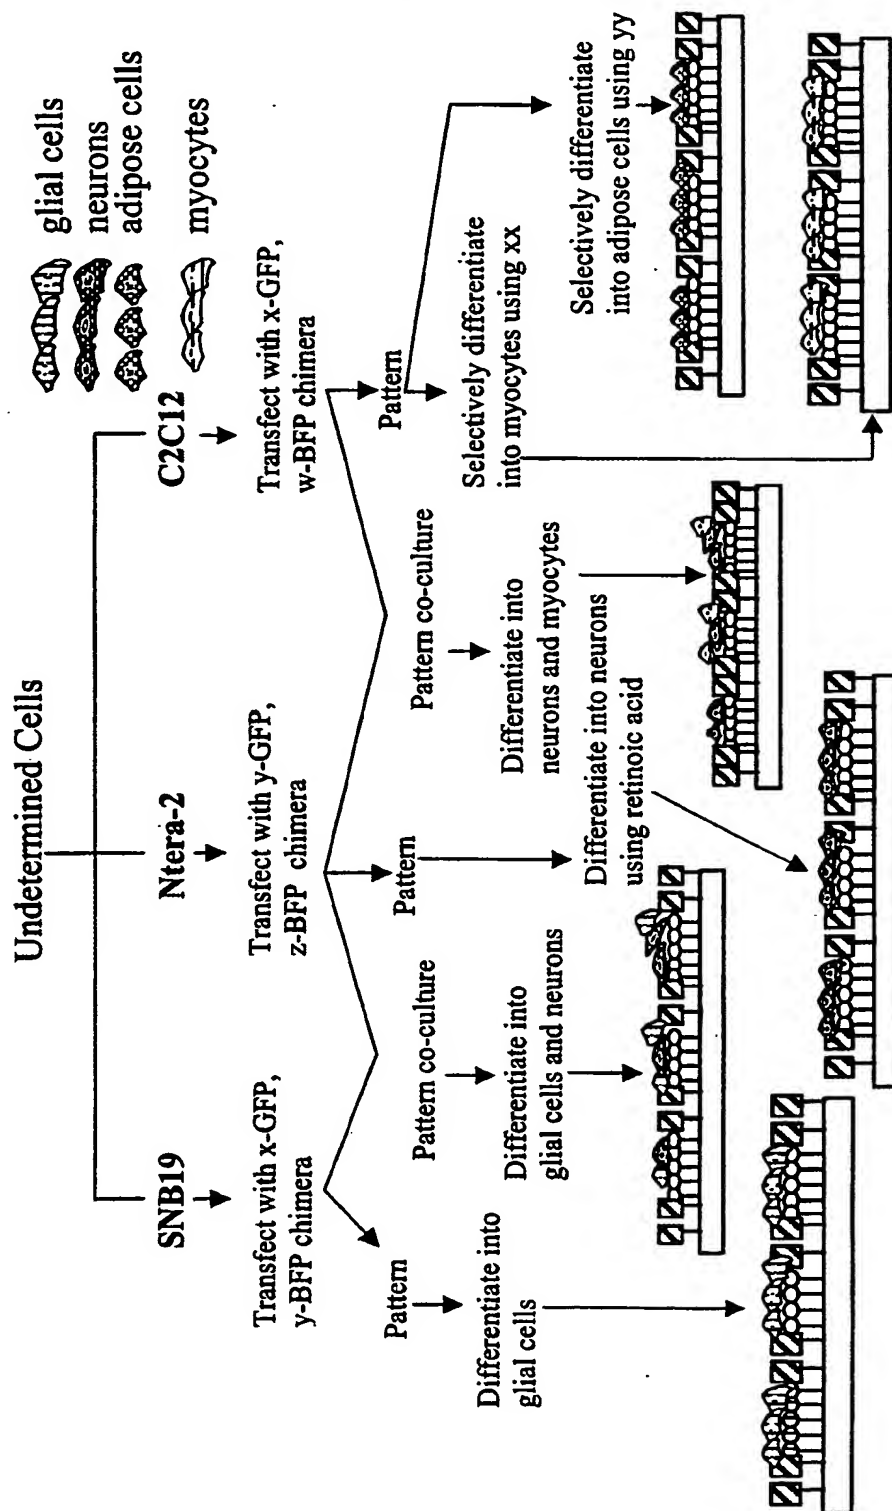 Undetermined Cells
glial cells
neurons
adipose cells
myocytes
SNB19
Ntera-2
C2C12
Transfect with x-GFP,
y-BFP chimera
Transfect with y-GFP,
z-BFP chimera
Transfect with x-GFP,
w-BFP chimera
Pattern
Pattern co-culture
Pattern
Pattern co-culture
Pattern
Differentiate into
glial cells
Differentiate into
glial cells and neurons
Differentiate into neurons
using retinoic acid
Differentiate into
neurons and myocytes
Selectively differentiate
into myocytes using xx
Selectively differentiate
into adipose cells using yy